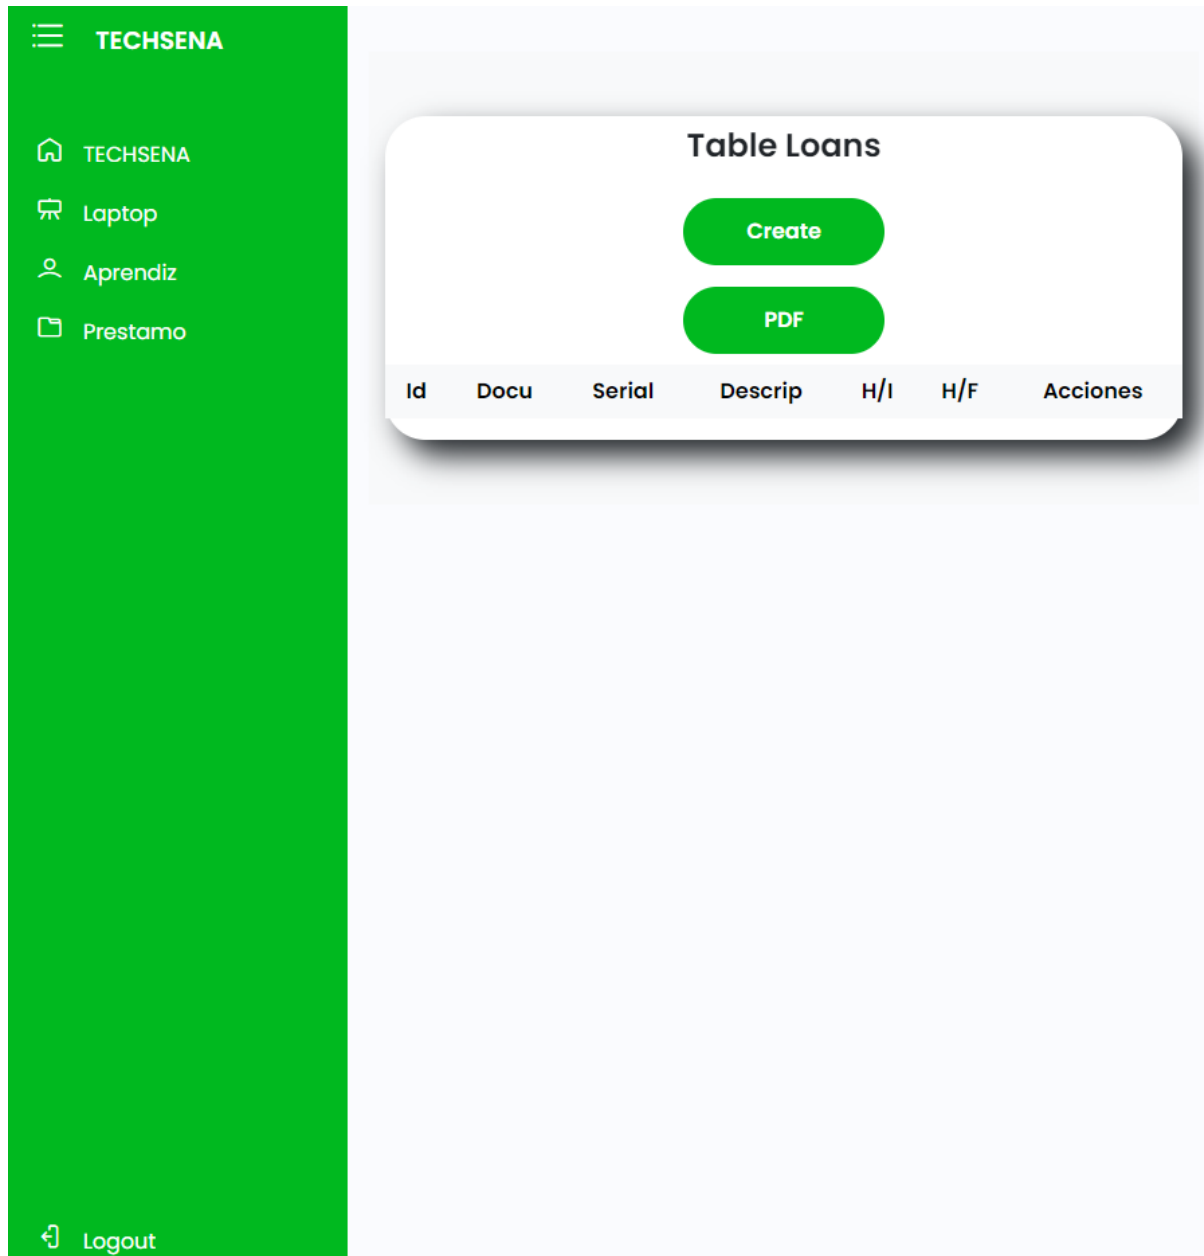 TECHSENA
TECHSENA
Laptop
Aprendiz
Prestamo
Logout
Table Loans
Create
PDF
Id Docu Serial Descrip H/I H/F Acciones